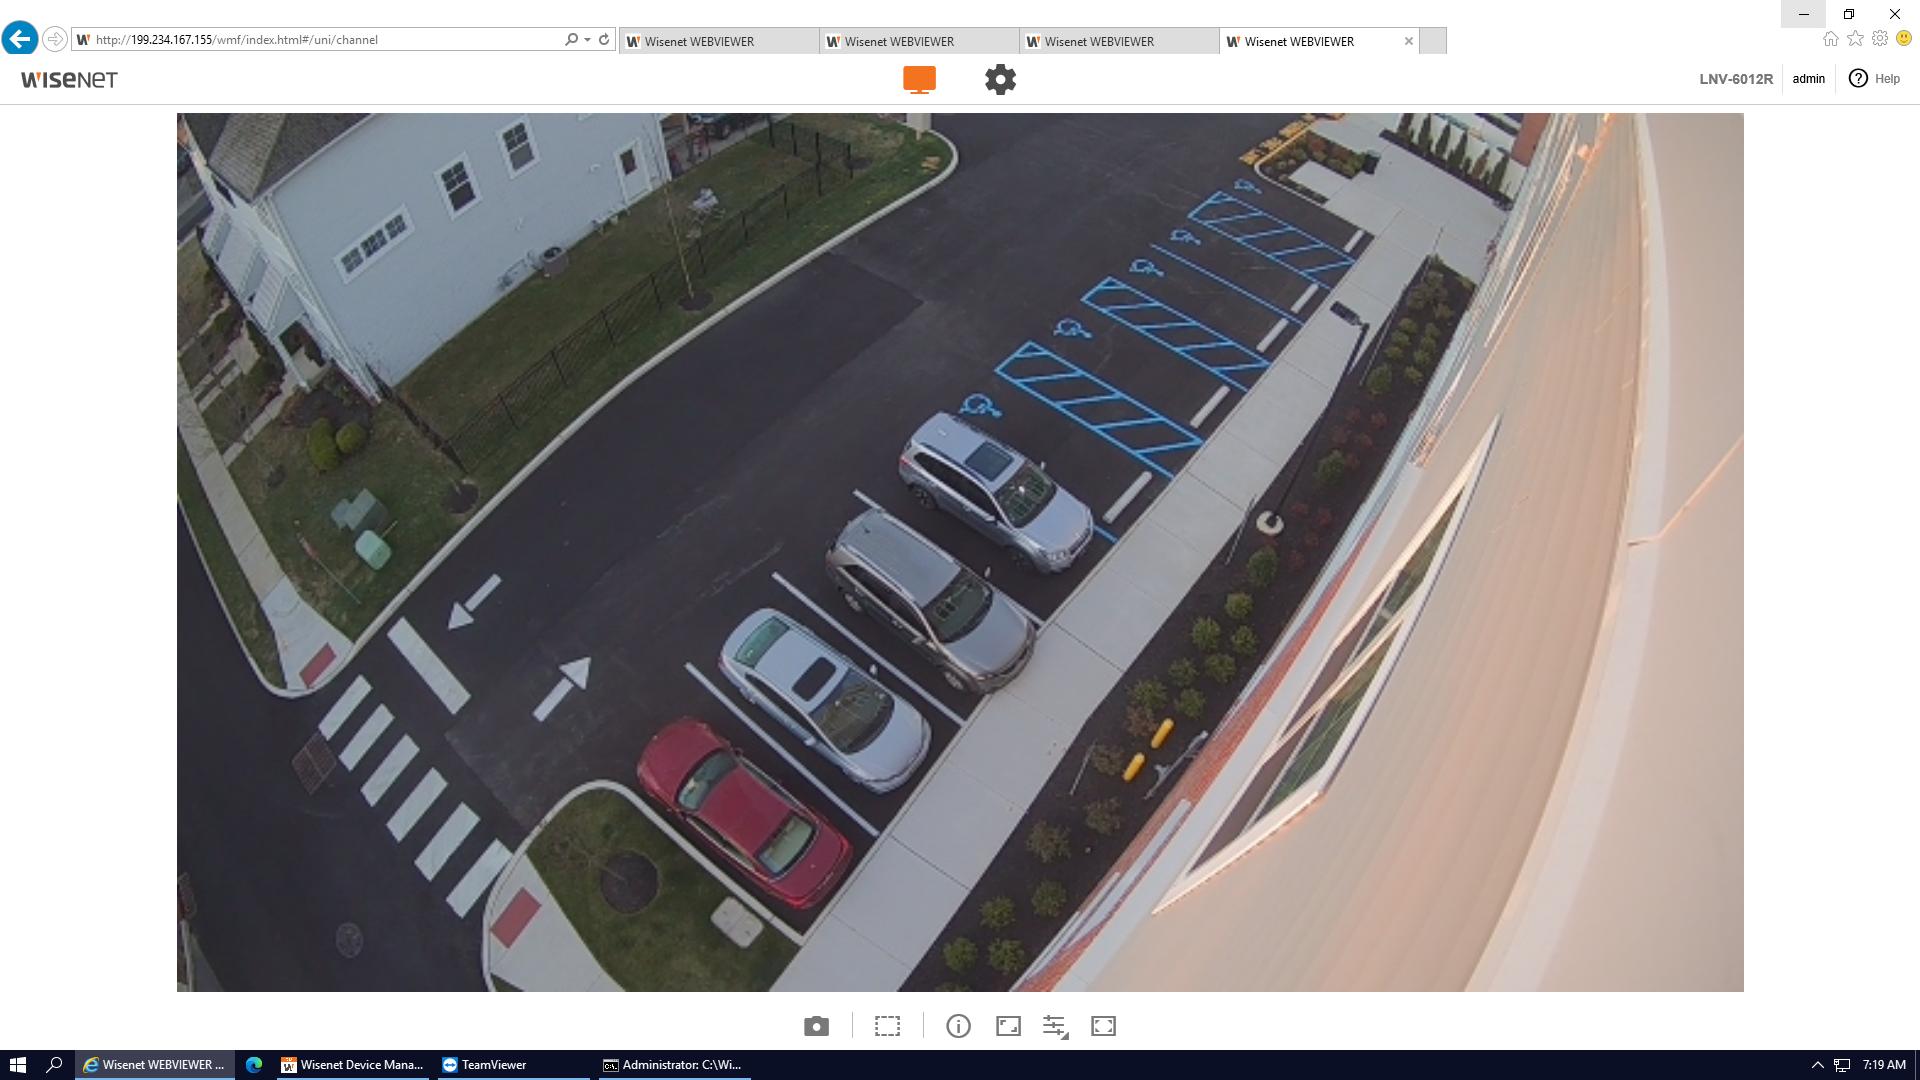 http://199.234.167.155/wmf/index.html#/uni/channel
Wisenet WEBVIEWER
Wisenet WEBVIEWER
Wisenet WEBVIEWER
Wisenet WEBVIEWER
WISENET
LNV-6012R
admin
Help
Wisenet WEBVIEWER ...
Wisenet Device Mana...
TeamViewer
Administrator: C:\Wi...
7:19 AM